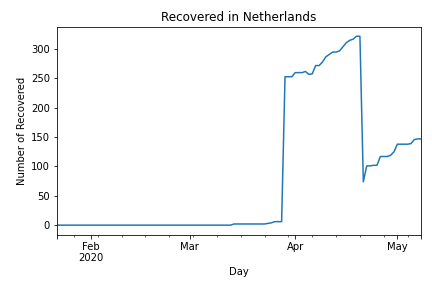 Recovered in Netherlands
Number of Recovered
300
250
200
150
100
50
0
Feb
2020
Mar
Apr
May
Day